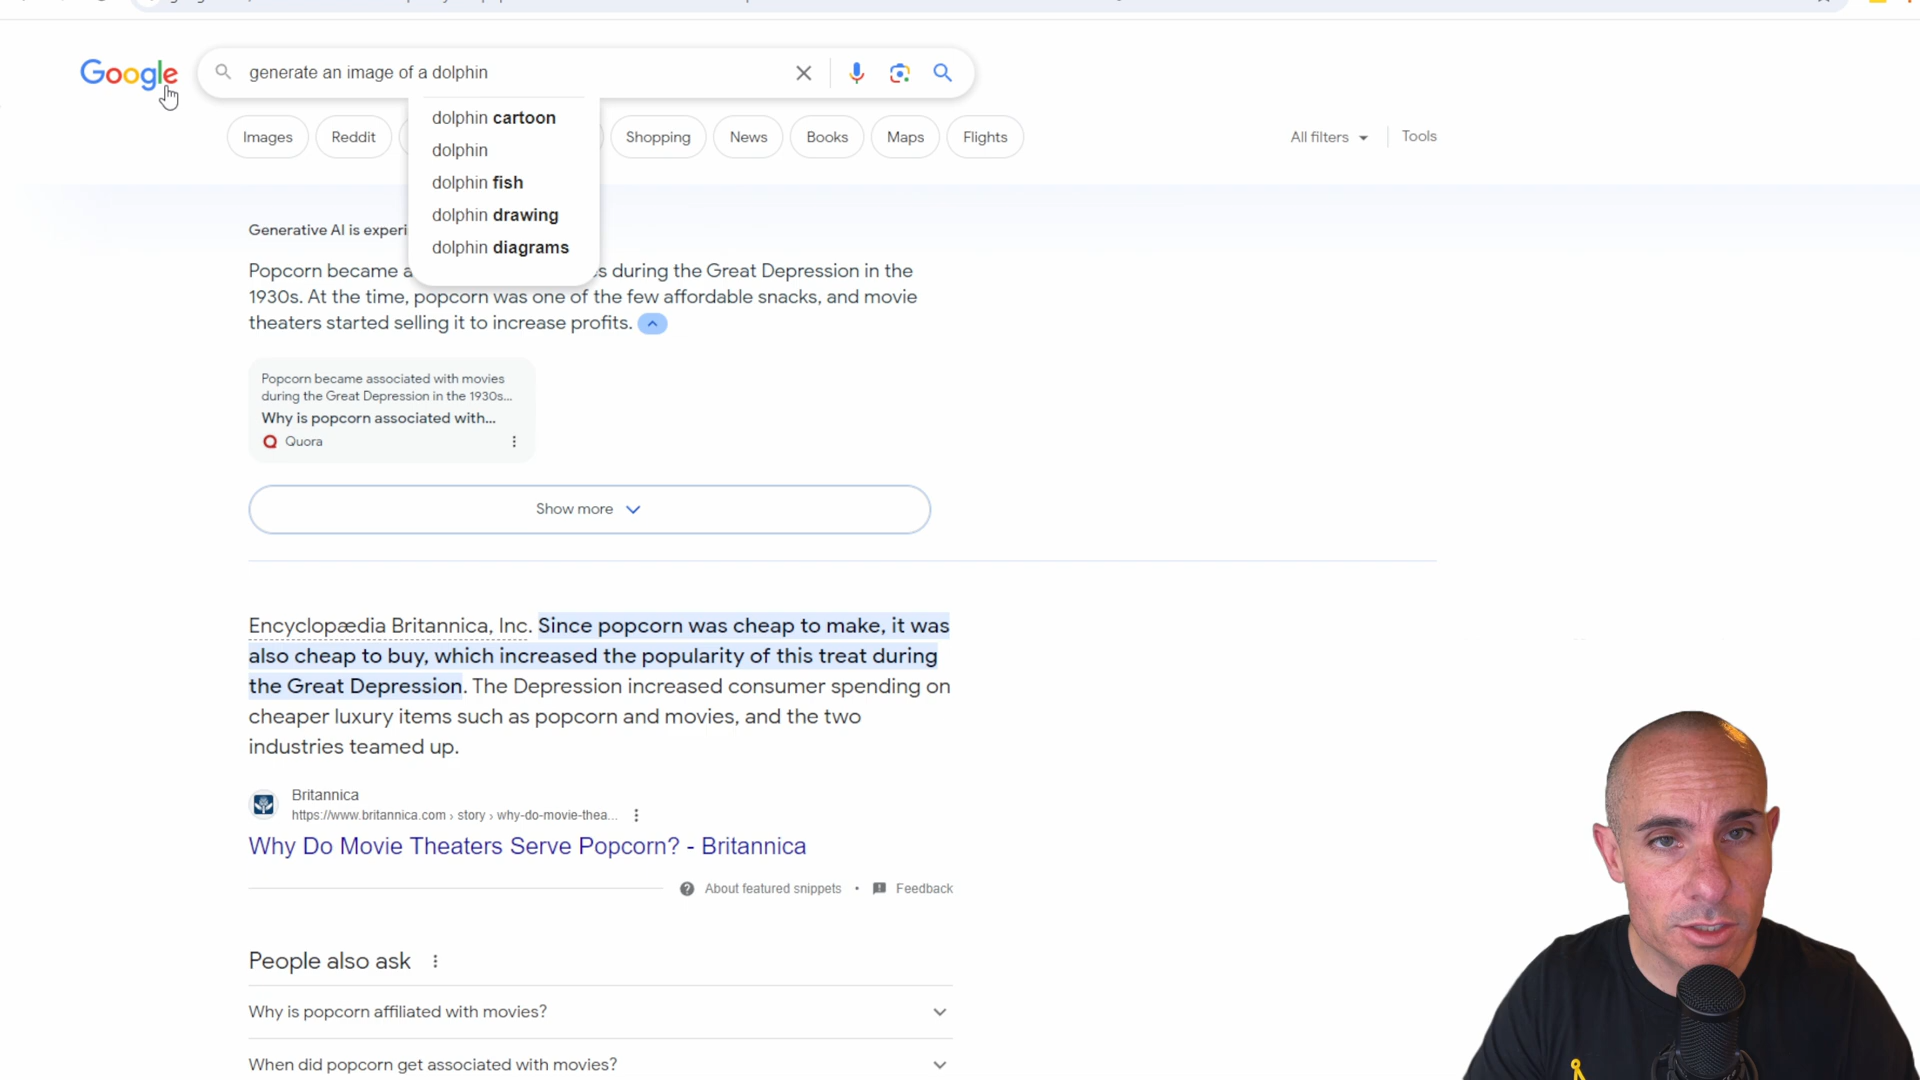 Google
generate an image of a dolphin
dolphin cartoon
dolphin
dolphin fish
dolphin drawing
dolphin diagrams
Images
Reddit
Shopping
News
Books
Maps
Flights
All filters
Tools
Generative AI is experi
Popcorn became a
s during the Great Depression in the
1930s. At the time, popcorn was one of the few affordable snacks, and movie
theaters started selling it to increase profits.
Popcorn became associated with movies
during the Great Depression in the 1930s...
Why is popcorn associated with...
Quora
Show more
Encyclopædia Britannica, Inc. Since popcorn was cheap to make, it was
also cheap to buy, which increased the popularity of this treat during
the Great Depression. The Depression increased consumer spending on
cheaper luxury items such as popcorn and movies, and the two
industries teamed up.
Britannica
https://www.britannica.com › story › why-do-movie-thea...
Why Do Movie Theaters Serve Popcorn? - Britannica
About featured snippets • Feedback
People also ask
Why is popcorn affiliated with movies?
When did popcorn get associated with movies?